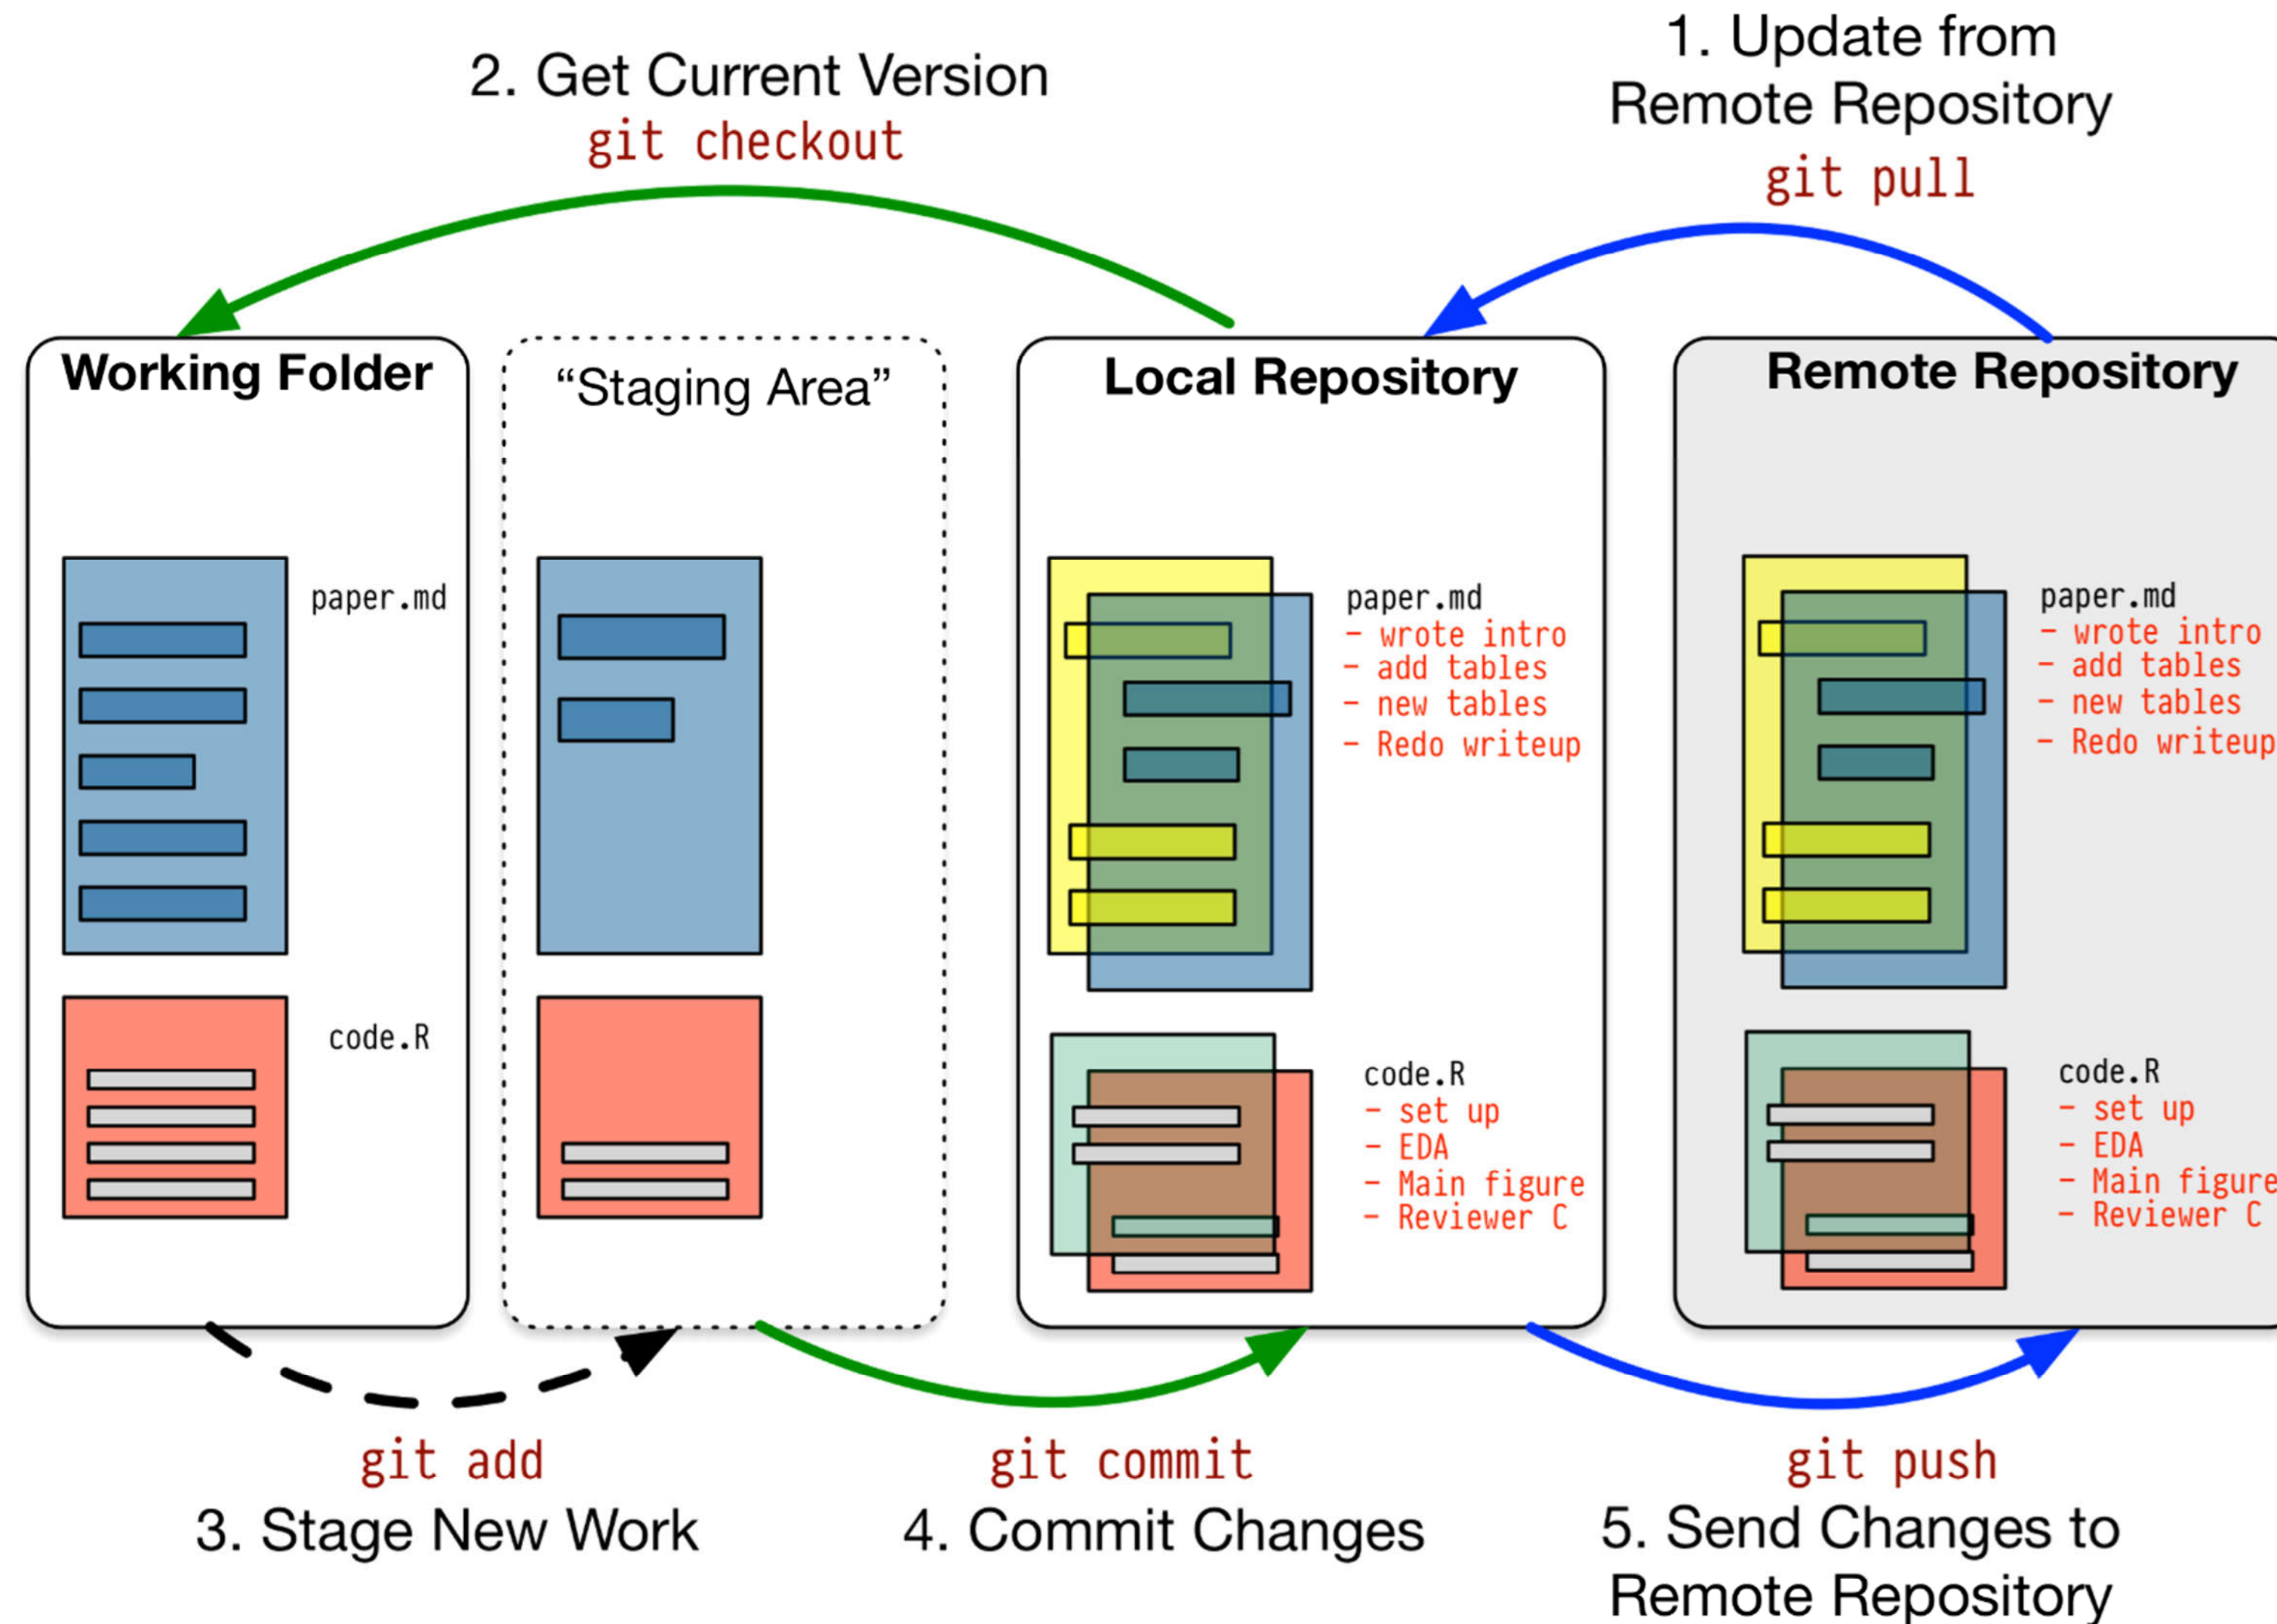 1. Update from
Remote Repository
git pull
2. Get Current Version
git checkout
Working Folder
paper.md
code.R
“Staging Area”
Local Repository
paper.md
- wrote intro
- add tables
- new tables
- Redo writeup
code.R
- set up
- EDA
- Main figure
- Reviewer C
Remote Repository
paper.md
- wrote intro
- add tables
- new tables
- Redo writeup
code.R
- set up
- EDA
- Main figure
- Reviewer C
git add
3. Stage New Work
git commit
4. Commit Changes
git push
5. Send Changes to
Remote Repository